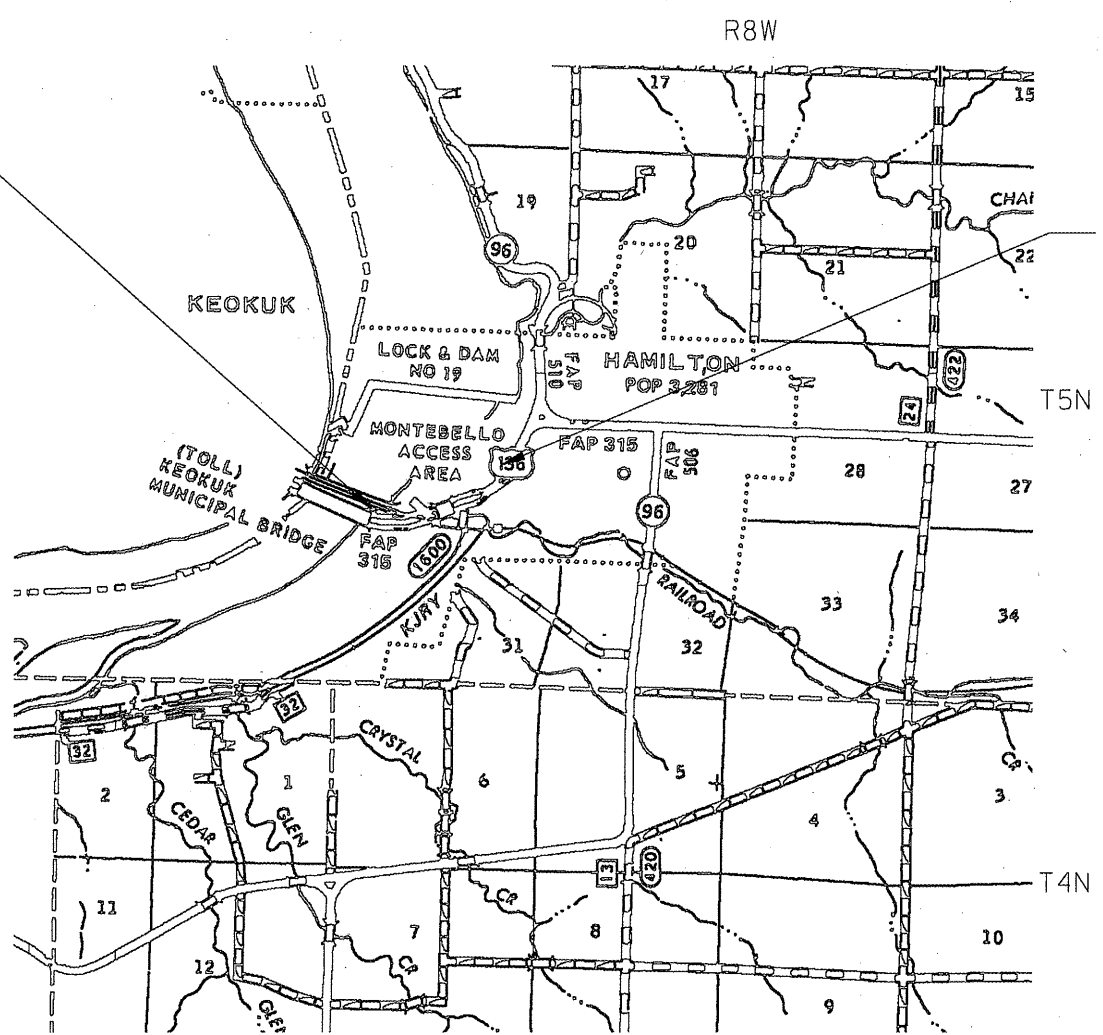 R8W
17
15
19
CHAI
96
20
22
21
KEOKUK
LOCK & DAM
NO 19
FAP
510
HAMILTON
POP 3,281
422
24
T5N
MONTEBELLO
ACCESS
AREA
136
FAP 315
FAP
506
28
27
(TOLL)
KEOKUK
MUNICIPAL BRIDGE
96
FAP
315
1600
KJRY
RAILROAD
33
34
31
32
32
32
CRYSTAL
CR
2
1
6
5
3
4
CEDAR
GLEN
13
420
T4N
CR
11
7
8
10
12
CR
9
GLEN